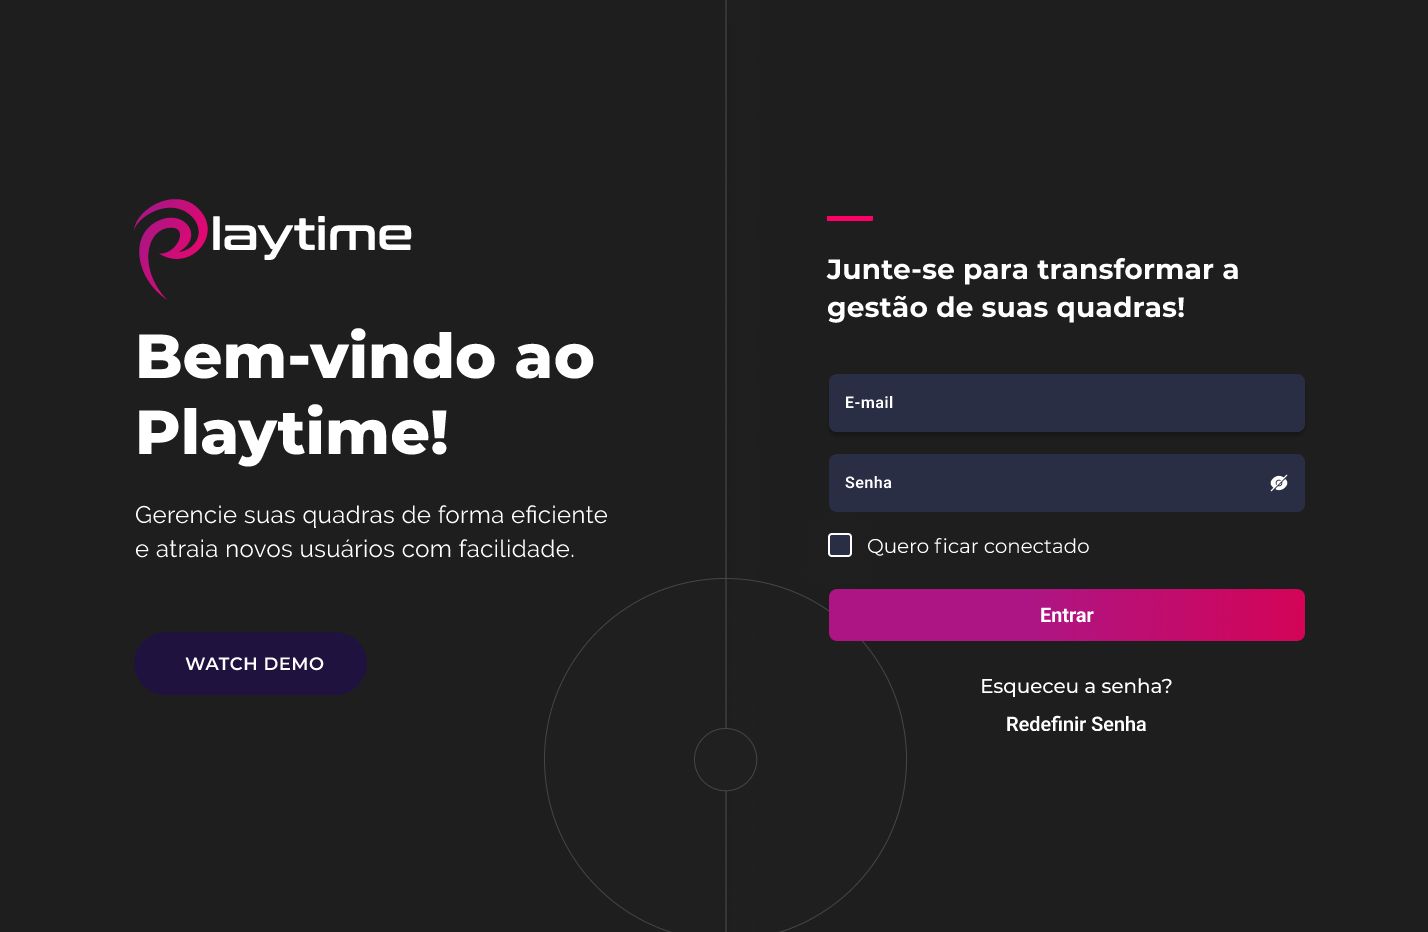 Playtime
Bem-vindo ao
Playtime!
Gerencie suas quadras de forma eficiente
e atraia novos usuários com facilidade.
WATCH DEMO
Junte-se para transformar a
gestão de suas quadras!
E-mail
Senha
Quero ficar conectado
Entrar
Esqueceu a senha?
Redefinir Senha